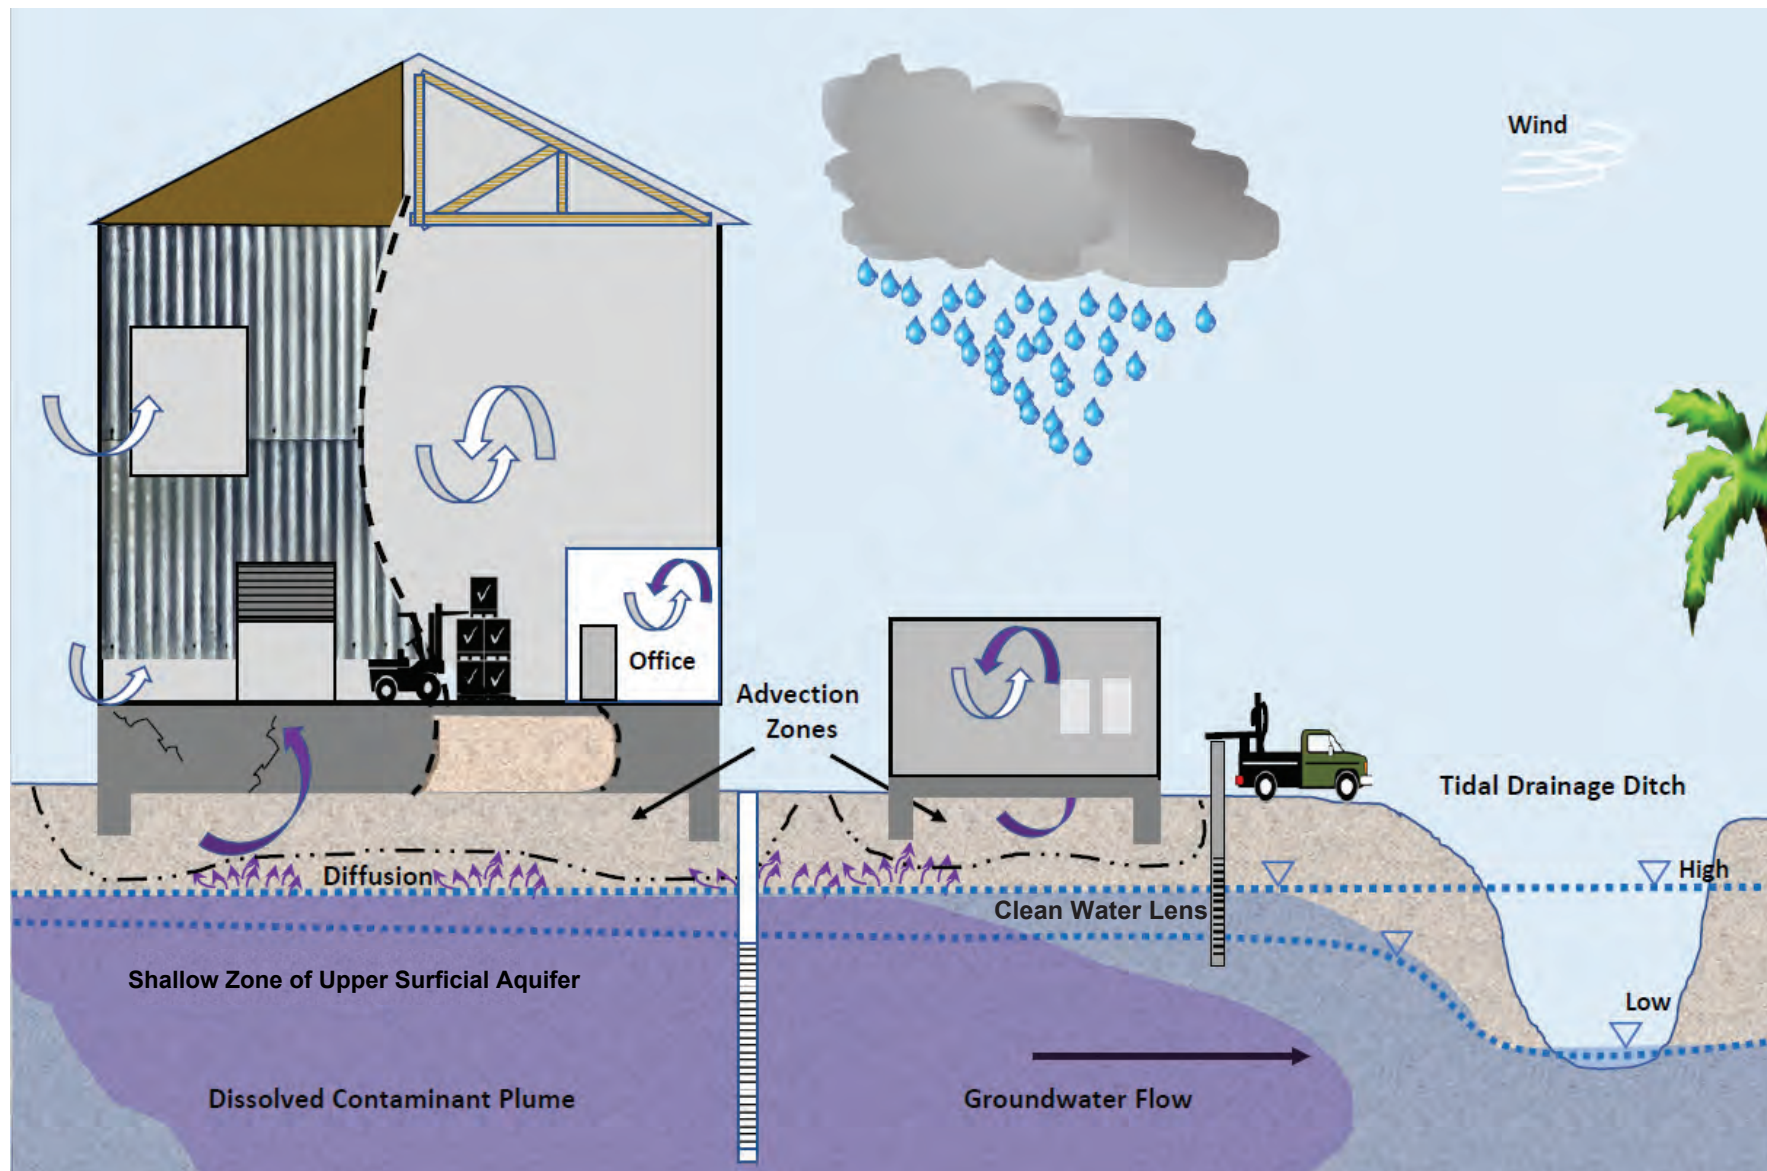 Wind
Office
Advection
Zones
Tidal Drainage Ditch
Diffusion
High
Clean Water Lens
Shallow Zone of Upper Surficial Aquifer
Low
Dissolved Contaminant Plume
Groundwater Flow